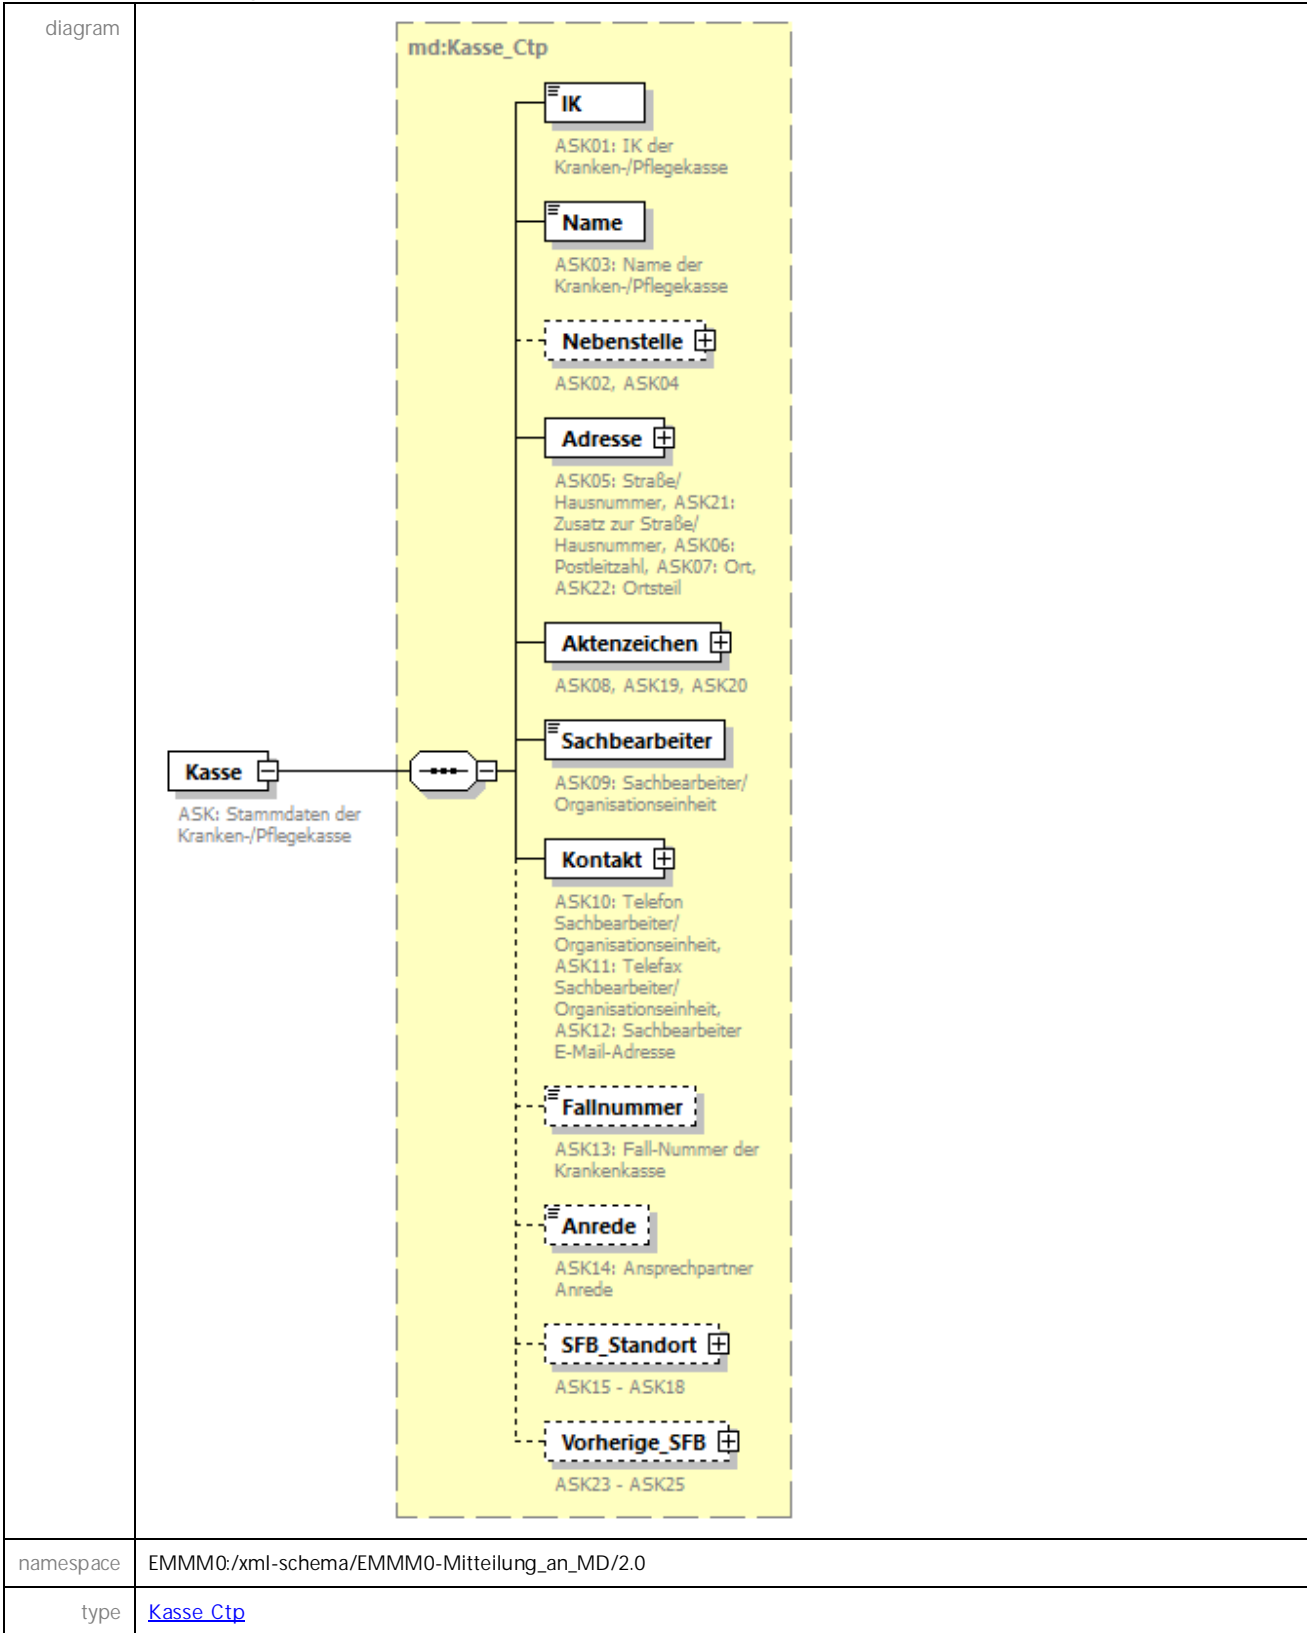 diagram
md:Kasse_Ctp
IK
ASK01: IK der
Kranken-/Pflegekasse
Name
ASK03: Name der
Kranken-/Pflegekasse
Nebenstelle
ASK02, ASK04
Adresse
ASK05: Straße/
Hausnummer, ASK21:
Zusatz zur Straße/
Hausnummer, ASK06:
Postleitzahl, ASK07: Ort,
ASK22: Ortsteil
Aktenzeichen
ASK08, ASK19, ASK20
Sachbearbeiter
ASK09: Sachbearbeiter/
Organisationseinheit
Kasse
ASK: Stammdaten der
Kranken-/Pflegekasse
Kontakt
ASK10: Telefon
Sachbearbeiter/
Organisationseinheit,
ASK11: Telefax
Sachbearbeiter/
Organisationseinheit,
ASK12: Sachbearbeiter
E-Mail-Adresse
Fallnummer
ASK13: Fall-Nummer der
Krankenkasse
Anrede
ASK14: Ansprechpartner
Anrede
SFB_Standort
ASK15 - ASK18
Vorherige_SFB
ASK23 - ASK25
namespace EMMM0:/xml-schema/EMMM0-Mitteilung_an_MD/2.0
type Kasse_Ctp